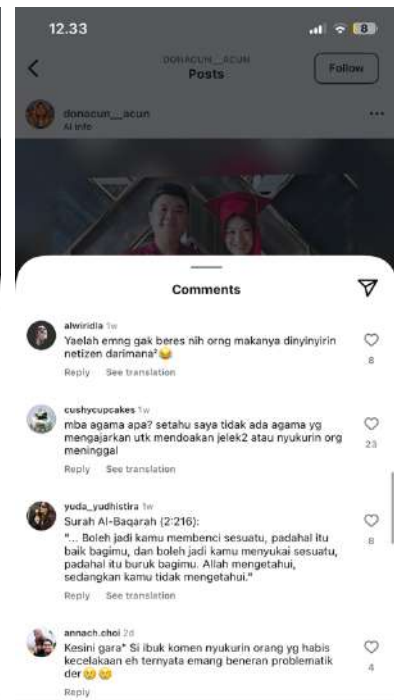 12.33
8
DONACUN__ACUN
Posts
Follow
donacun__acun
AI info
Comments
alwiridla 1w
Yaelah emng gak beres nih orng makanya dinyinyirin
netizen darimana²😂
8
Reply See translation
cushycupcakes 1w
mba agama apa? setahu saya tidak ada agama yg
mengajarkan utk mendoakan jelek2 atau nyukurin org
meninggal
23
Reply See translation
yuda_yudhistira 1w
Surah Al-Baqarah (2:216):
"... Boleh jadi kamu membenci sesuatu, padahal itu
baik bagimu, dan boleh jadi kamu menyukai sesuatu,
padahal itu buruk bagimu. Allah mengetahui,
sedangkan kamu tidak mengetahui."
8
Reply See translation
annach.choi 2d
Kesini gara" Si ibuk komen nyukurin orang yg habis
kecelakaan eh ternyata emang beneran problematik
der🥲🥲
4
Reply